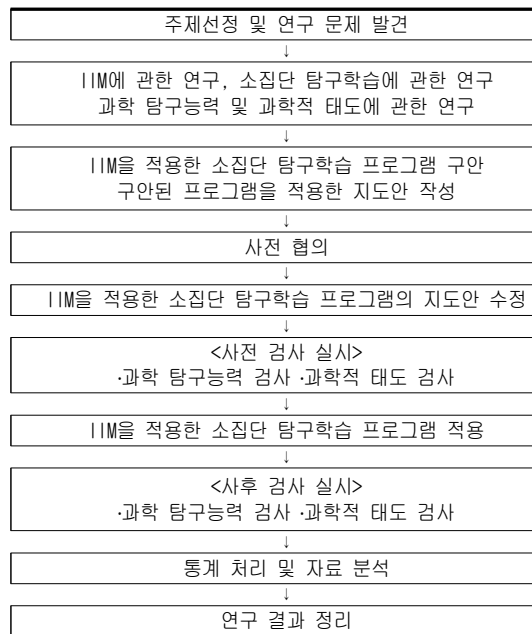 주제선정 및 연구 문제 발견
↓
IIM에 관한 연구, 소집단 탐구학습에 관한 연구
과학 탐구능력 및 과학적 태도에 관한 연구
↓
IIM을 적용한 소집단 탐구학습 프로그램 구안
구안된 프로그램을 적용한 지도안 작성
↓
사전 협의
↓
IIM을 적용한 소집단 탐구학습 프로그램의 지도안 수정
↓
<사전 검사 실시>
·과학 탐구능력 검사 ·과학적 태도 검사
↓
IIM을 적용한 소집단 탐구학습 프로그램 적용
↓
<사후 검사 실시>
·과학 탐구능력 검사 ·과학적 태도 검사
↓
통계 처리 및 자료 분석
↓
연구 결과 정리